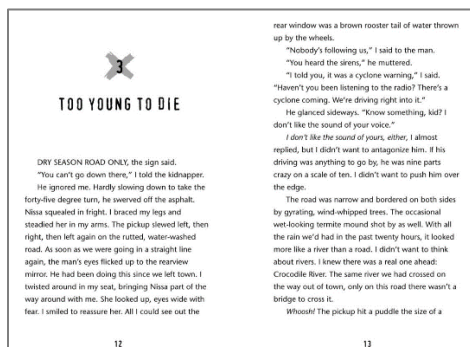 3
TOO YOUNG TO DIE
DRY SEASON ROAD ONLY, the sign said.
“You can’t go down there,” I told the kidnapper.
He ignored me. Hardly slowing down to take the
forty-five degree turn, he swerved off the asphalt.
Nissa squealed in fright. I braced my legs and
steadied her in my arms. The pickup slewed left, then
right, then left again on the rutted, water-washed
road. As soon as we were going in a straight line
again, the man’s eyes flicked up to the rearview
mirror. He had been doing this since we left town. I
twisted around in my seat, bringing Nissa part of the
way around with me. She looked up, eyes wide with
fear. I smiled to reassure her. All I could see out the
12
rear window was a brown rooster tail of water thrown
up by the wheels.
“Nobody’s following us,” I said to the man.
“You heard the sirens,” he muttered.
“I told you, it was a cyclone warning,” I said.
“Haven’t you been listening to the radio? There’s a
cyclone coming. We’re driving right into it.”
He glanced sideways. “Know something, kid? I
don’t like the sound of your voice.”
I don’t like the sound of yours, either, I almost
replied, but I didn’t want to antagonize him. If his
driving was anything to go by, he was nine parts
crazy on a scale of ten. I didn’t want to push him over
the edge.
The road was narrow and bordered on both sides
by gyrating, wind-whipped trees. The occasional
wet-looking termite mound shot by as well. With all
the rain we’d had in the past twenty hours, it looked
more like a river than a road. I didn’t want to think
about rivers. I knew there was a real one ahead:
Crocodile River. The same river we had crossed on
the way out of town, only on this road there wasn’t a
bridge to cross it.
Whoosh! The pickup hit a puddle the size of a
13